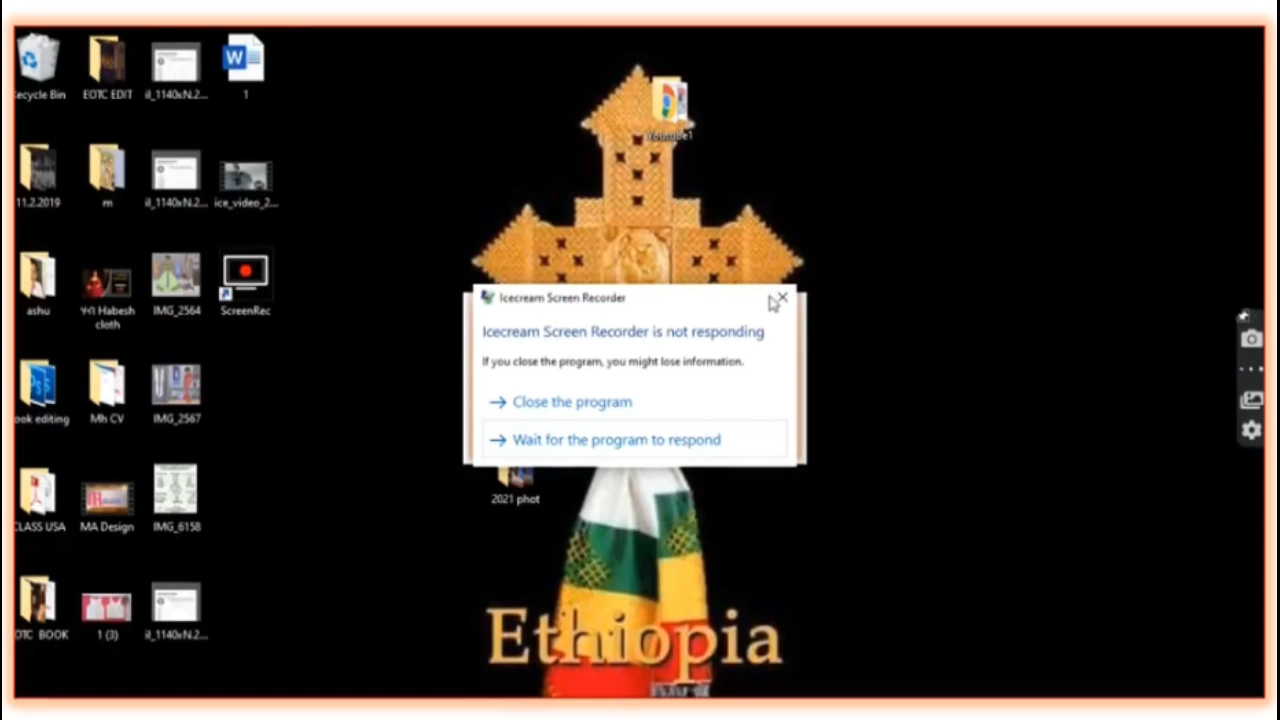 ecycle Bin
EOTC EDIT
il_1140xN.2...
1
Youtube1
11.2.2019
m
il_1140xN.2...
ice_video_2...
ashu
የሳ Habesh
cloth
IMG_2564
ScreenRec
Icecream Screen Recorder
Icecream Screen Recorder is not responding
If you close the program, you might lose information.
Close the program
Wait for the program to respond
ook editing
Mh CV
IMG_2567
CLASS USA
MA Design
IMG_6158
2021 phot
OTC BOOK
1 (3)
il_1140xN.2...
Ethiopia